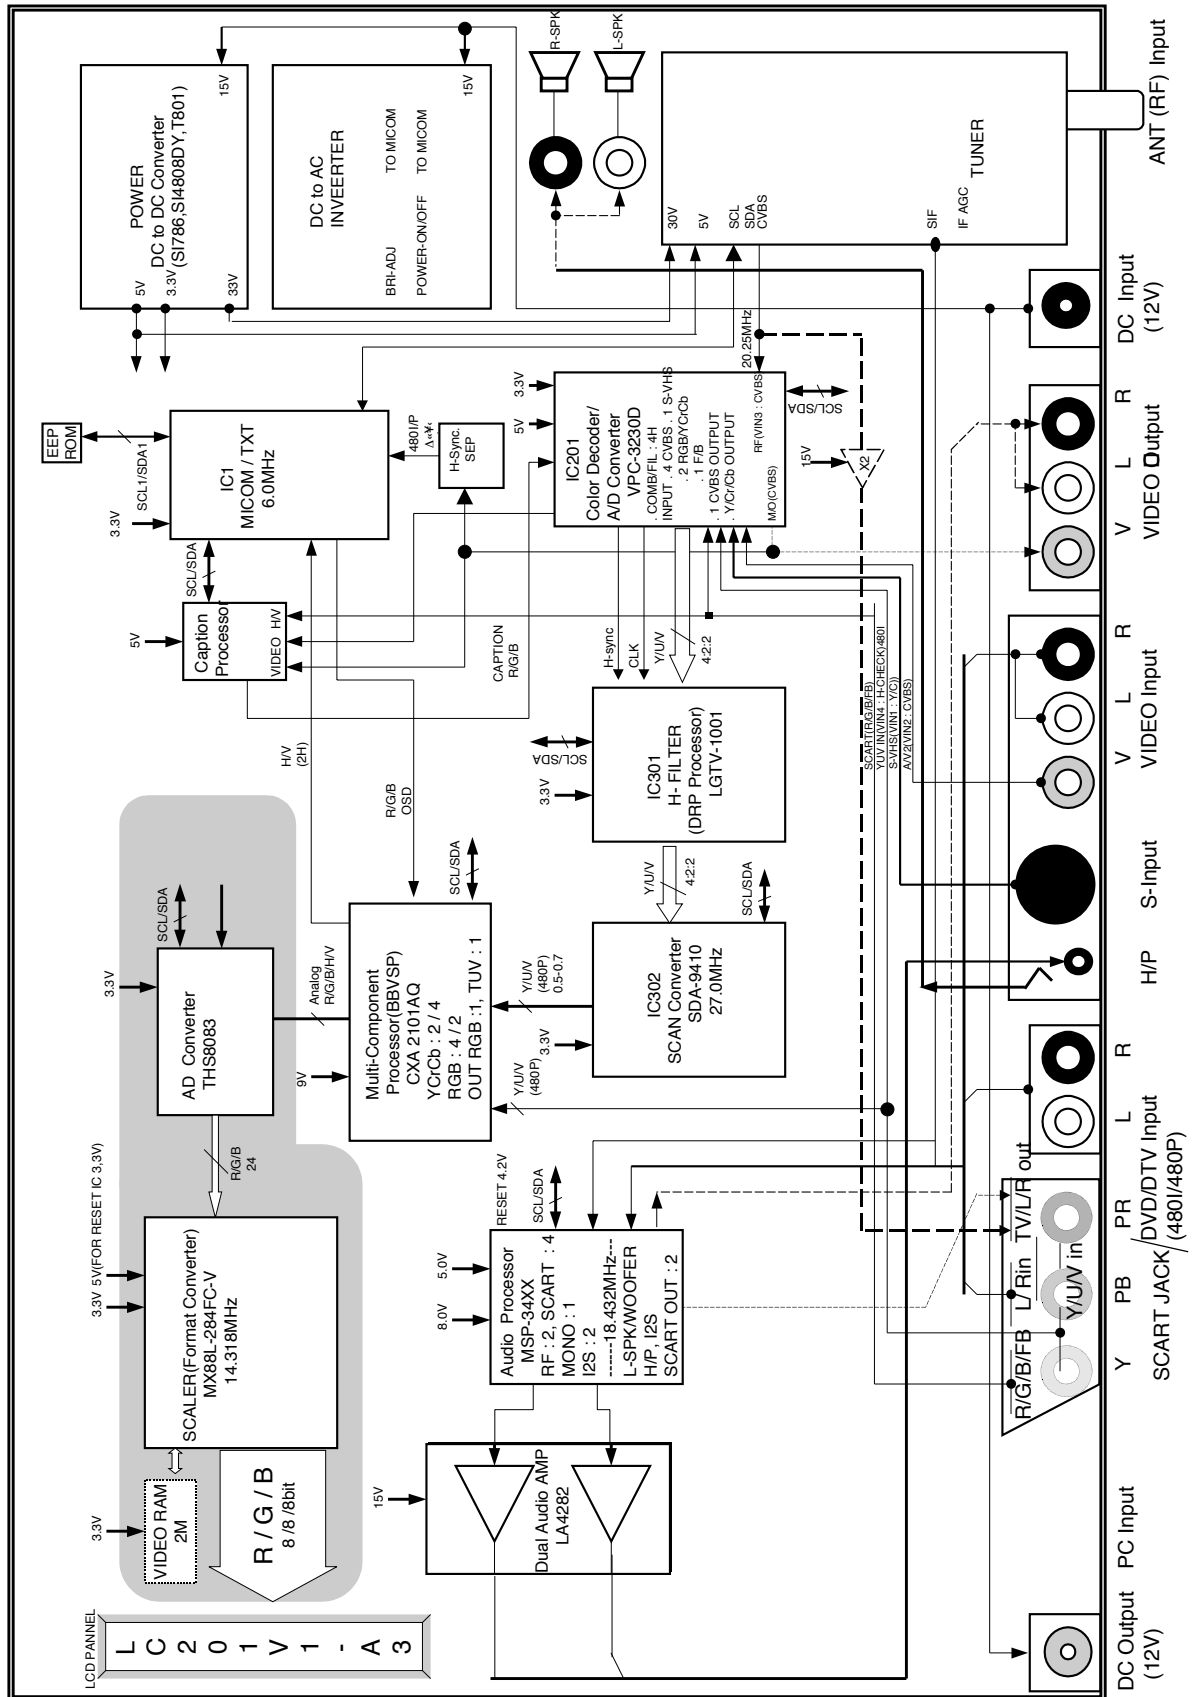 LCD PANNEL
L C 2 0 1 V 1 - A 3
3.3V
VIDEO RAM
2M
R / G / B
8 /8 /8bit
3.3V 5V(FOR RESET IC 3,3V)
SCALER(Format Converter)
MX88L-284FC-V
14.318MHz
R/G/B
24
3.3V
AD Converter
THS8083
SCL/SDA
Analog
R/G/B/H/V
9V
Multi-Component
Processor(BBVSP)
CXA 2101AQ
YCrCb : 2 / 4
RGB : 4 / 2
OUT RGB :1, TUV : 1
SCL/SDA
H/V
(2H)
R/G/B
OSD
Y/U/V
(480P)
Y/U/V
(480P)
0.5-0.7
3.3V
IC302
SCAN Converter
SDA-9410
27.0MHz
SCL/SDA
Y/U/V
4:2:2
3.3V
SCL/SDA
IC301
H- FILTER
(DRP Processor)
LGTV-1001
H-sync
CLK
Y/U/V
4:2:2
CAPTION
R/G/B
5V
Caption
Processor
VIDEO H/V
SCL/SDA
3.3V
SCL1/SDA1
EEP
ROM
IC1
MICOM / TXT
6.0MHz
480I/P
H-Sync.
SEP
5V
3.3V
IC201
Color Decoder/
A/D Converter
VPC-3230D
. COMB/FIL : 4H
INPUT . 4 CVBS . 1 S-VHS
. 2 RGB/YCrCb
. 1 F/B
. 1 CVBS OUTPUT
. Y/Cr/Cb OUTPUT
RF(VIN3 : CVBS)
M/O(CVBS)
20.25MHz
SCL/SDA
15V
X2
SCART(R/G/B/FB)
YUV IN(VIN4 : H-CHECK)480I
S-VHS(VIN1 : Y/C))
A/V2(VIN2 : CVBS)
POWER
DC to DC Converter
(SI786,SI4808DY,T801)
5V
3.3V
33V
15V
DC to AC
INVEERTER
BRI-ADJ TO MICOM
POWER-ON/OFF TO MICOM
15V
R-SPK
L-SPK
30V
5V
SCL
SDA
CVBS
SIF
IF AGC
TUNER
RESET 4.2V
SCL/SDA
5.0V
8.0V
Audio Processor
MSP-34XX
RF : 2, SCART : 4
MONO : 1
I2S : 2
------18.432MHz---
L-SPK/WOOFER
H/P, I2S
SCART OUT : 2
15V
Dual Audio AMP
LA4282
R/G/B/FB L/ Rin TV/L/R out
Y/U/V in
DC Output
(12V)
PC Input
Y PB PR L R
SCART JACK / DVD/DTV Input
(480I/480P)
H/P
S-Input
V L R
VIDEO Input
V L R
DC Input
(12V)
ANT (RF) Input